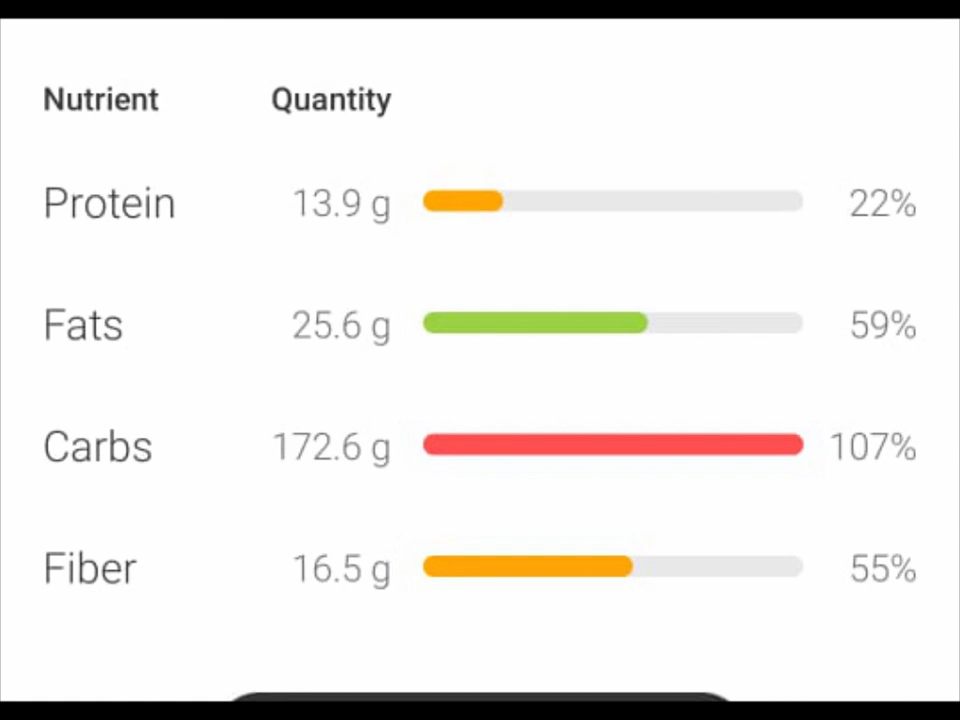 Nutrient Quantity
Protein 13.9 g 22%
Fats 25.6 g 59%
Carbs 172.6 g 107%
Fiber 16.5 g 55%